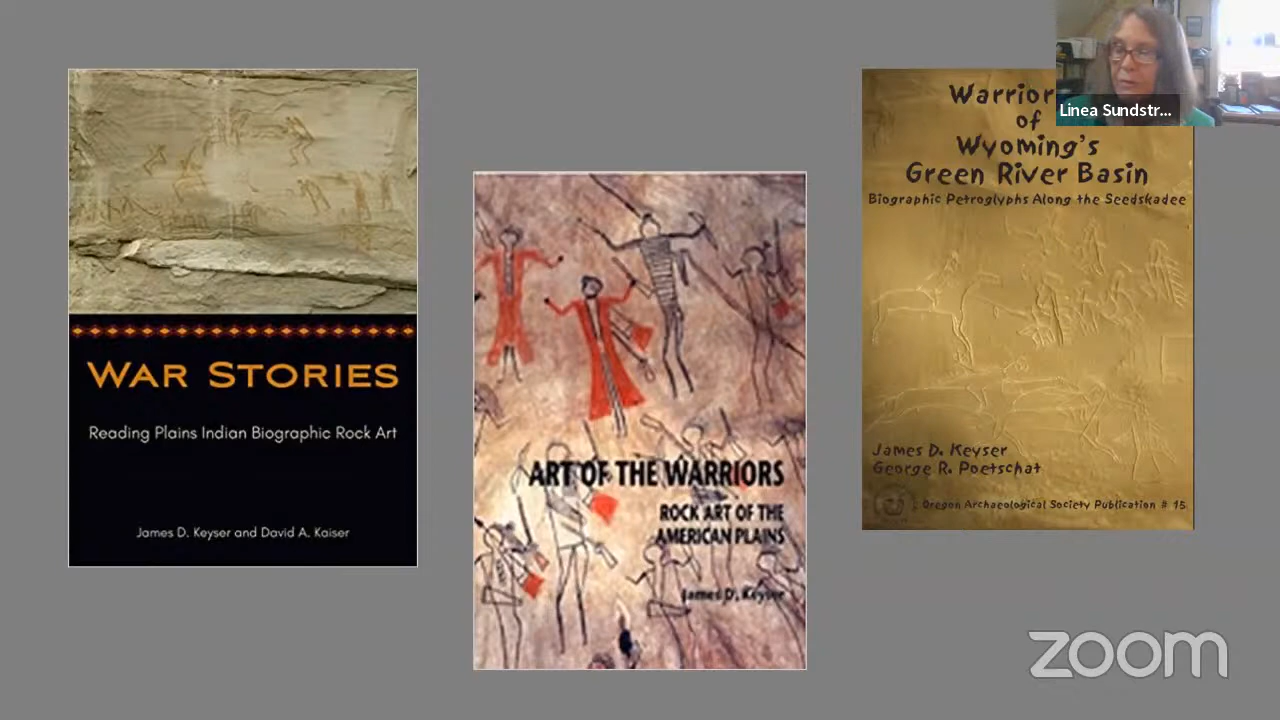 WAR STORIES
Reading Plains Indian Biographic Rock Art
James D. Keyser and David A. Kaiser
ART OF THE WARRIORS
ROCK ART OF THE
AMERICAN PLAINS
James D. Keyser
Warrior
of
Wyoming's
Green River Basin
Biographic Petroglyphs Along the Seedskadee
James D. Keyser
George R. Poetschat
Oregon Archaeological Society Publication # 15
Linea Sundstr...
zoom